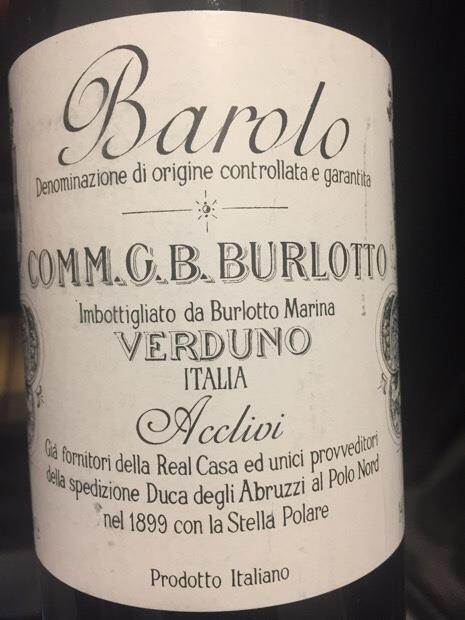 Barolo
Denominazione di origine controllata e garantita
COMM. G. B. BURLOTTO
Imbottigliato da Burlotto Marina
VERDUNO
ITALIA
Acclivi
Già fornitori della Real Casa ed unici provveditori
della spedizione Duca degli Abruzzi al Polo Nord
nel 1899 con la Stella Polare
Prodotto Italiano